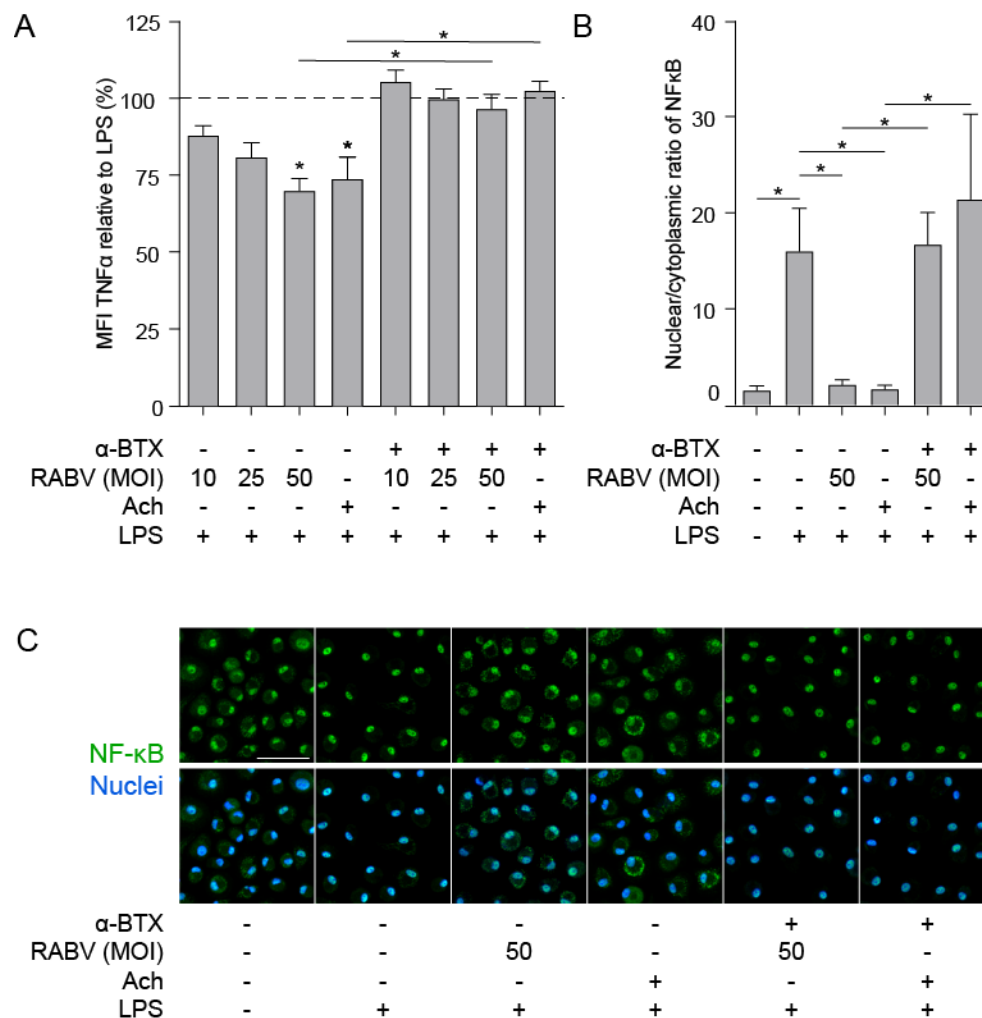 A
MFI TNFα relative to LPS (%)
125
100
75
50
25
0
*
*
*
*
α-BTX - - - - + + + +
RABV (MOI) 10 25 50 - 10 25 50 -
Ach - - - + - - - +
LPS + + + + + + + +
B
Nuclear/cytoplasmic ratio of NFκB
40
30
20
10
0
*
*
*
*
*
α-BTX - - - - + +
RABV (MOI) - - 50 - 50 -
Ach - - - + - +
LPS - + + + + +
C
NF-κB
Nuclei
α-BTX - - - - + +
RABV (MOI) - - 50 - 50 -
Ach - - - + - +
LPS - + + + + +